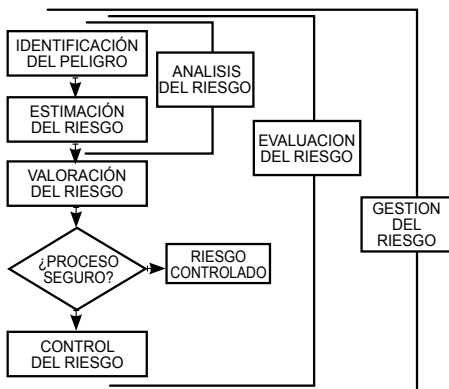 IDENTIFICACIÓN
DEL PELIGRO
ANALISIS
DEL RIESGO
ESTIMACIÓN
DEL RIESGO
EVALUACION
DEL RIESGO
VALORACIÓN
DEL RIESGO
GESTION
DEL
RIESGO
¿PROCESO
SEGURO?
RIESGO
CONTROLADO
CONTROL
DEL RIESGO